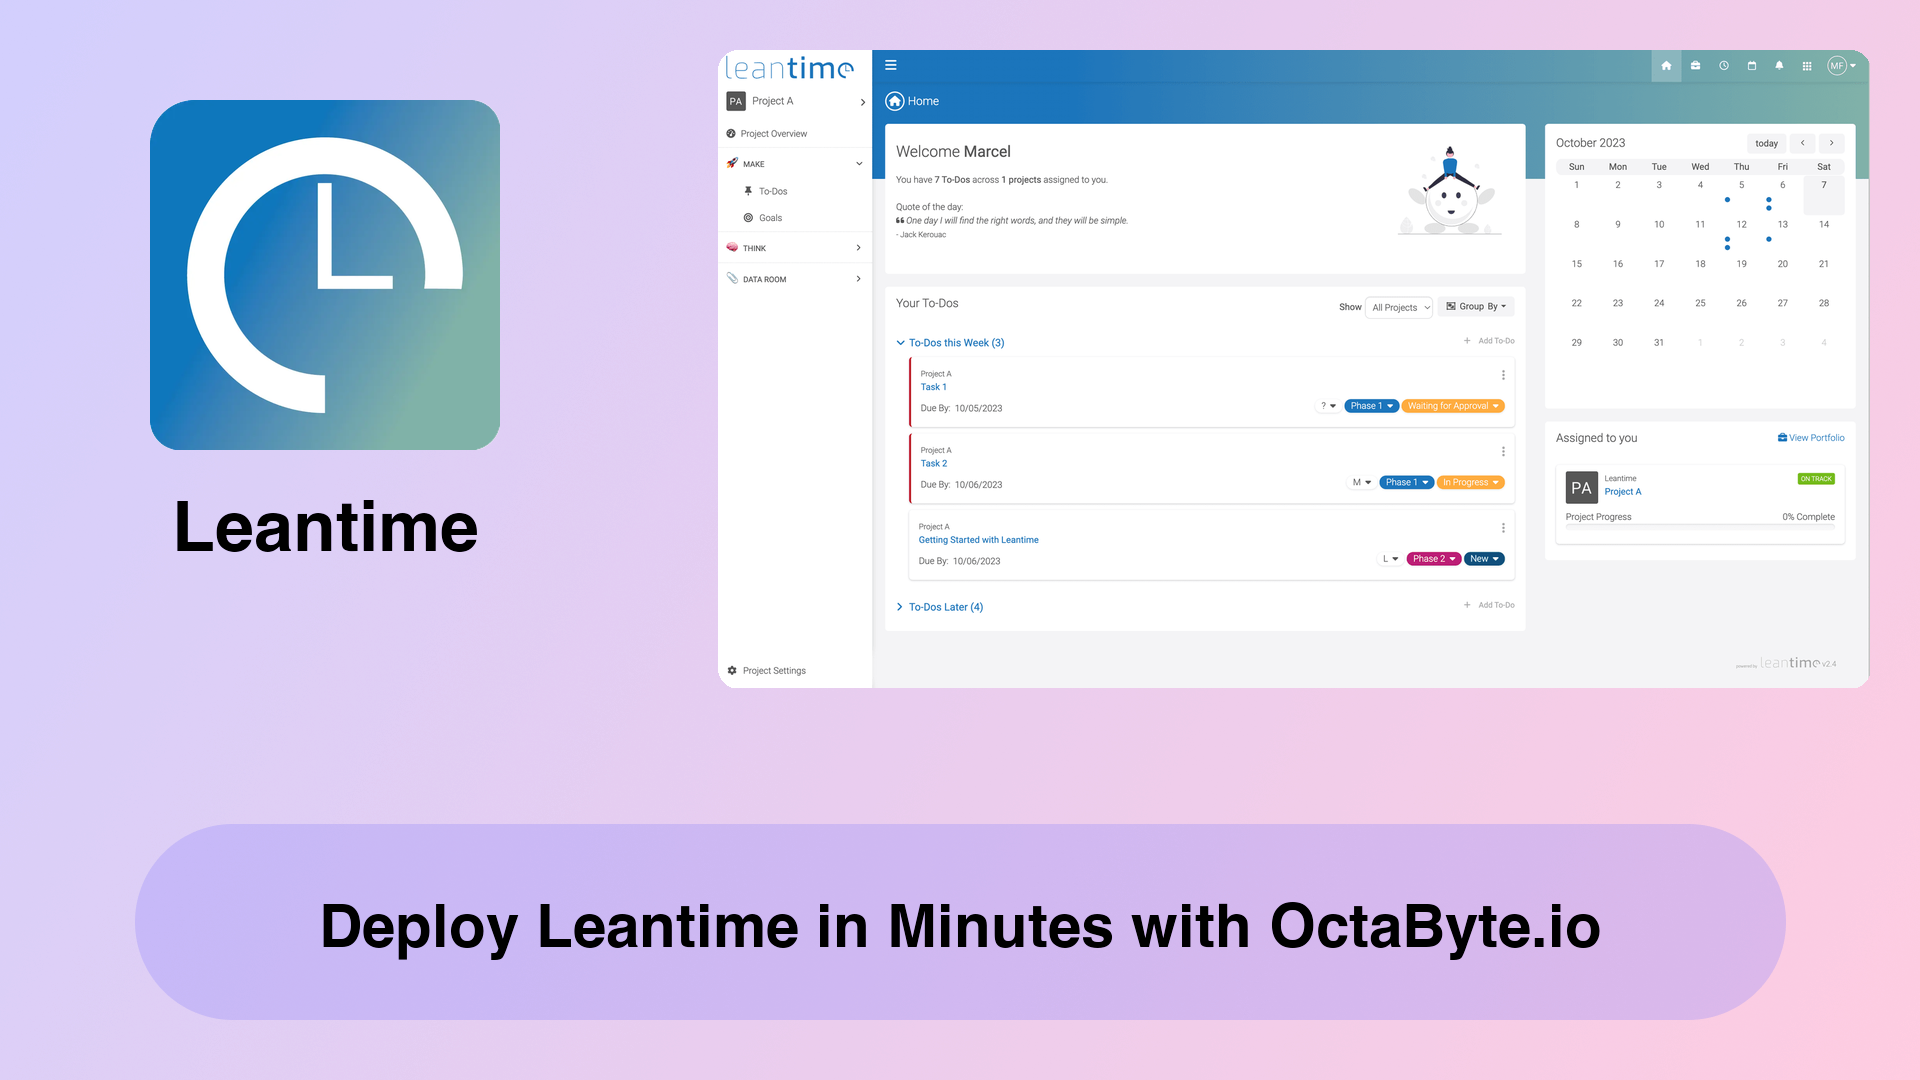 Leantime
leantime
PA Project A
Project Overview
MAKE
To-Dos
Goals
THINK
DATA ROOM
Project Settings
MF
Home
Welcome Marcel
You have 7 To-Dos across 1 projects assigned to you.
Quote of the day:
One day I will find the right words, and they will be simple.
- Jack Kerouac
Your To-Dos
Show All Projects Group By
To-Dos this Week (3)
+ Add To-Do
Project A
Task 1
Due By: 10/05/2023
? Phase 1 Waiting for Approval
Project A
Task 2
Due By: 10/06/2023
M Phase 1 In Progress
Project A
Getting Started with Leantime
Due By: 10/06/2023
L Phase 2 New
To-Dos Later (4)
+ Add To-Do
October 2023 today < >
Sun Mon Tue Wed Thu Fri Sat
1 2 3 4 5 6 7
8 9 10 11 12 13 14
15 16 17 18 19 20 21
22 23 24 25 26 27 28
29 30 31 1 2 3 4
Assigned to you View Portfolio
PA
Leantime
Project A
ON TRACK
Project Progress 0% Complete
powered by leantime v2.4
Deploy Leantime in Minutes with OctaByte.io